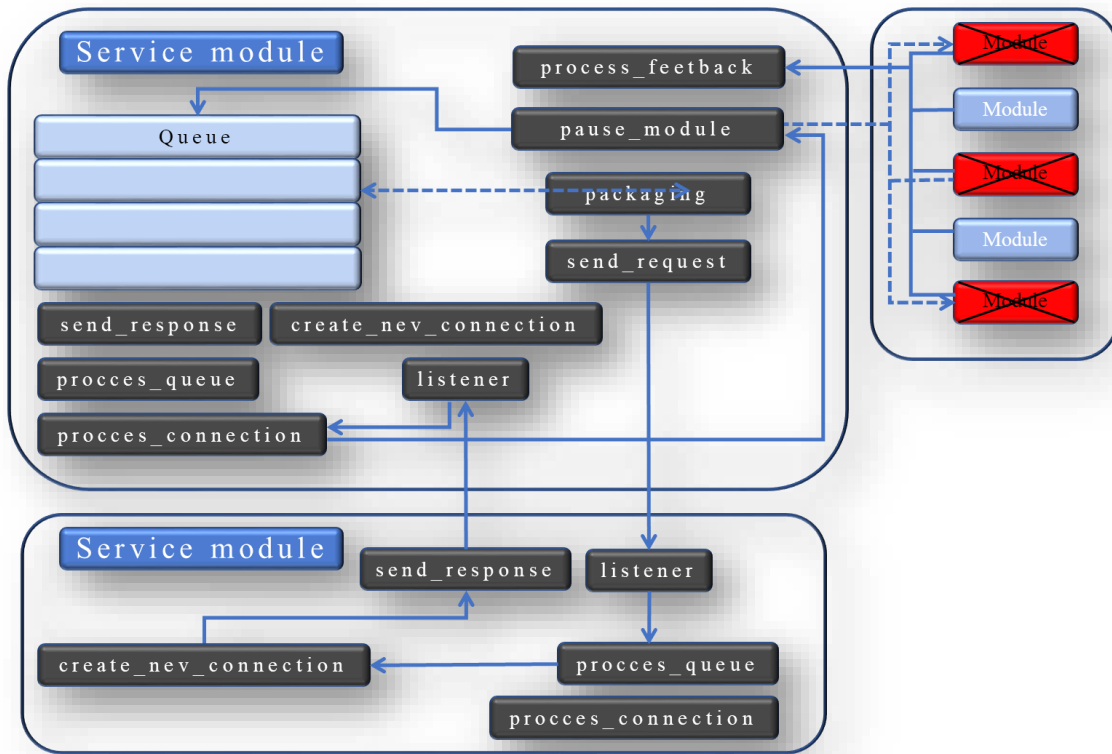 Service module
process_feetback
pause_module
Queue
packaging
send_request
send_response
create_nev_connection
procces_queue
listener
procces_connection
Module
Module
Module
Module
Module
Service module
send_response
listener
create_nev_connection
procces_queue
procces_connection